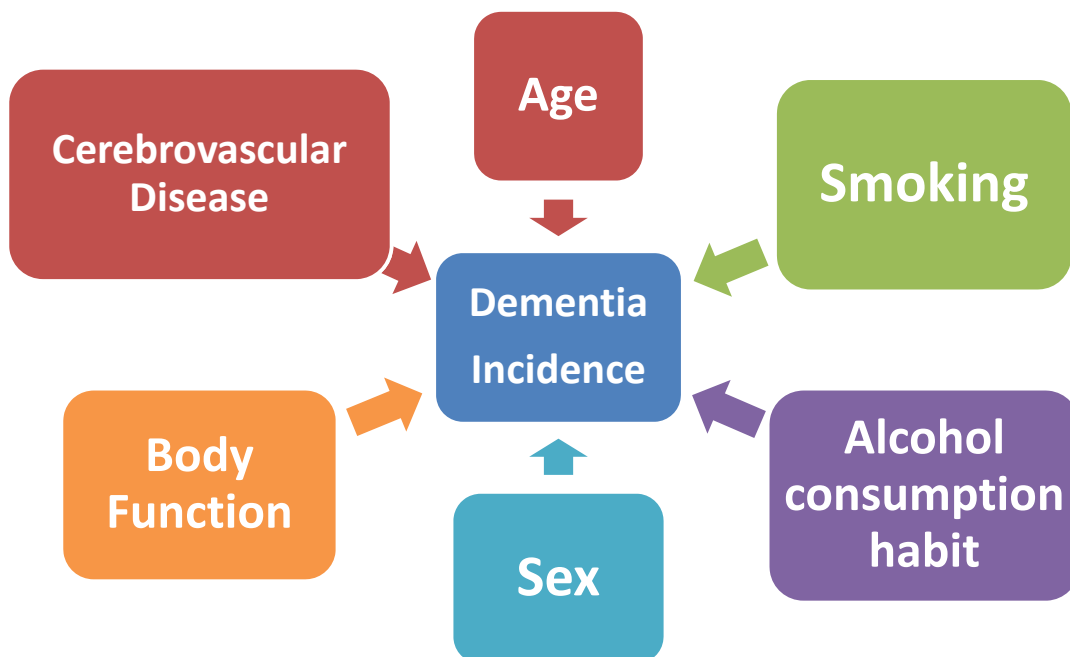 Age
Cerebrovascular
Disease
Smoking
Dementia
Incidence
Body
Function
Alcohol
consumption
habit
Sex